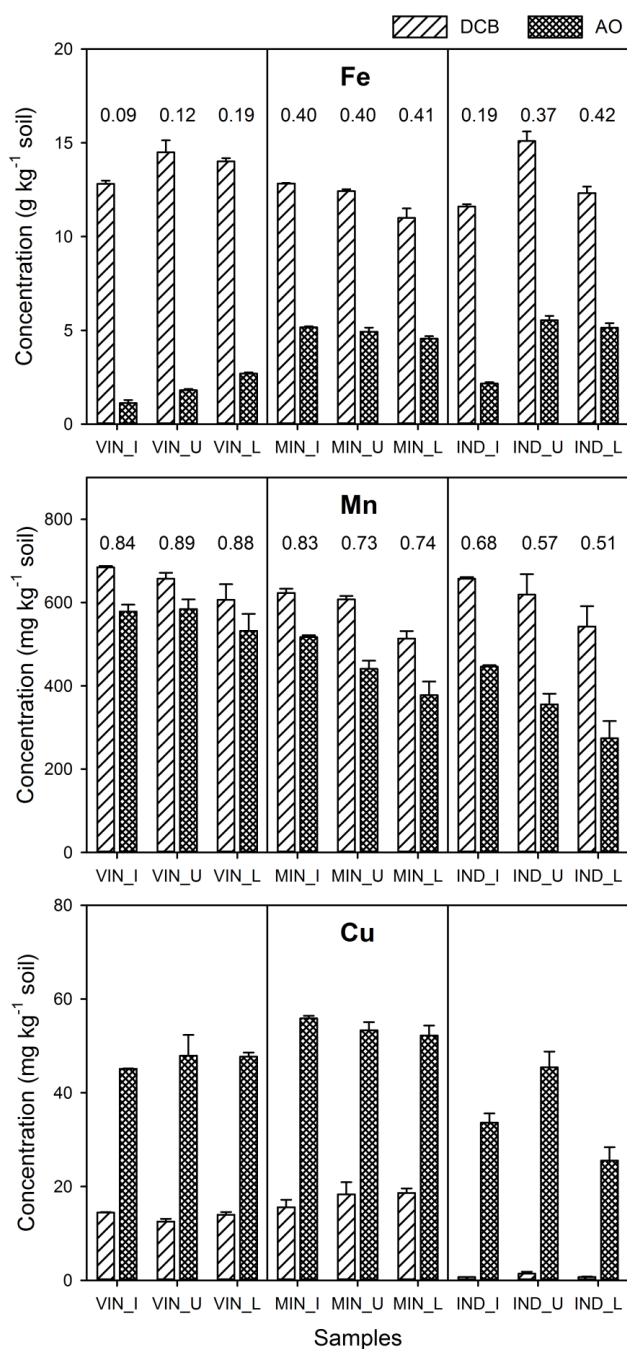 DCB AO
Fe
Concentration (g kg⁻¹ soil)
20
15
10
5
0
0.09 0.12 0.19 0.40 0.40 0.41 0.19 0.37 0.42
VIN_I VIN_U VIN_L MIN_I MIN_U MIN_L IND_I IND_U IND_L
Mn
Concentration (mg kg⁻¹ soil)
800
600
400
200
0
0.84 0.89 0.88 0.83 0.73 0.74 0.68 0.57 0.51
VIN_I VIN_U VIN_L MIN_I MIN_U MIN_L IND_I IND_U IND_L
Cu
Concentration (mg kg⁻¹ soil)
80
60
40
20
0
VIN_I VIN_U VIN_L MIN_I MIN_U MIN_L IND_I IND_U IND_L
Samples